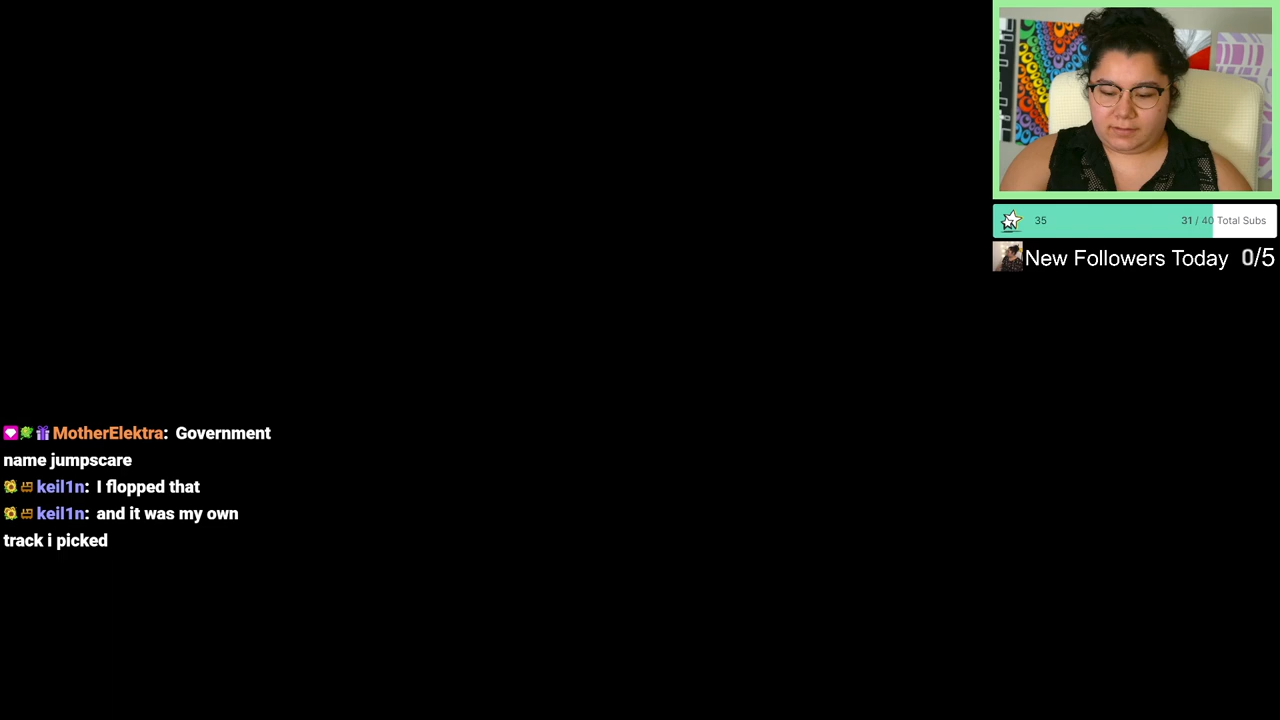 35 31 / 40 Total Subs
New Followers Today 0/5
MotherElektra: Government
name jumpscare
keil1n: I flopped that
keil1n: and it was my own
track i picked